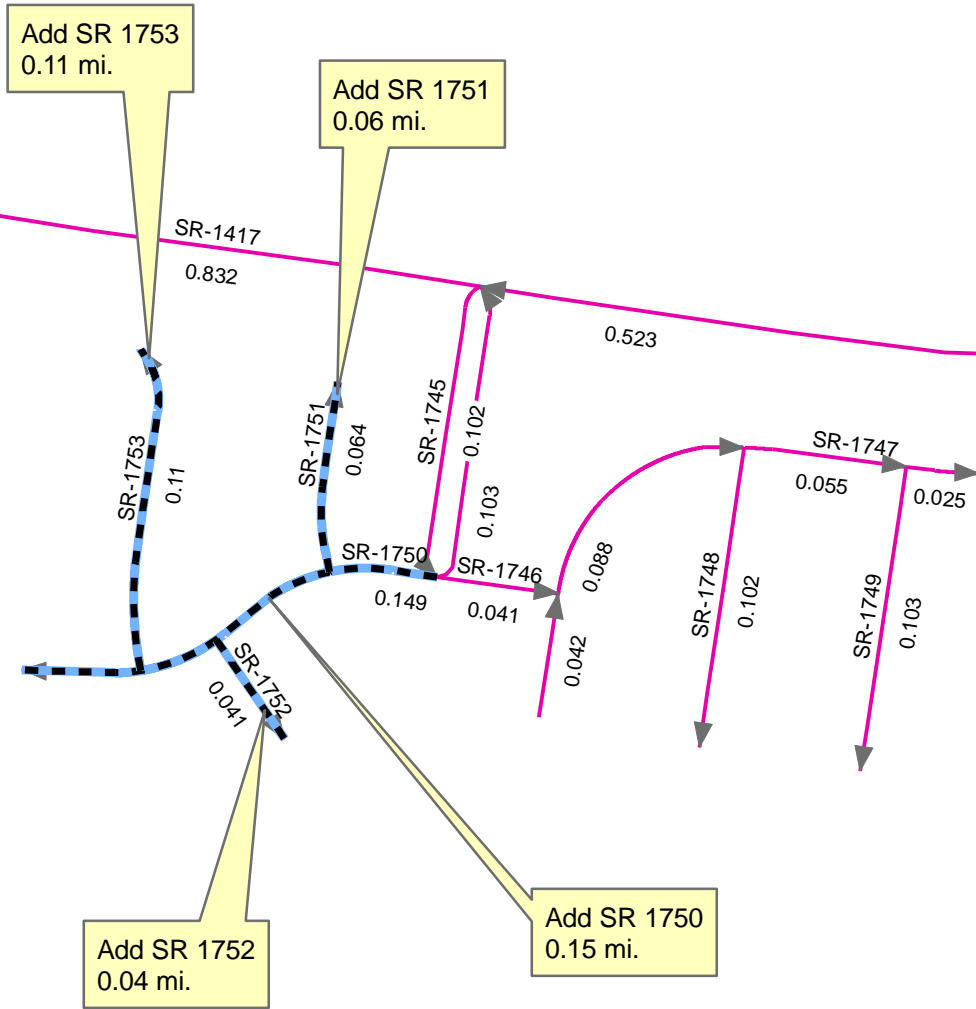 Add SR 1753
0.11 mi.
Add SR 1751
0.06 mi.
SR-1417
0.832
0.523
SR-1745
0.102
0.103
SR-1751
0.064
SR-1753
0.11
SR-1747
0.055
0.025
SR-1750
0.149
SR-1746
0.041
0.088
0.042
SR-1748
0.102
SR-1749
0.103
SR-1752
0.041
Add SR 1750
0.15 mi.
Add SR 1752
0.04 mi.